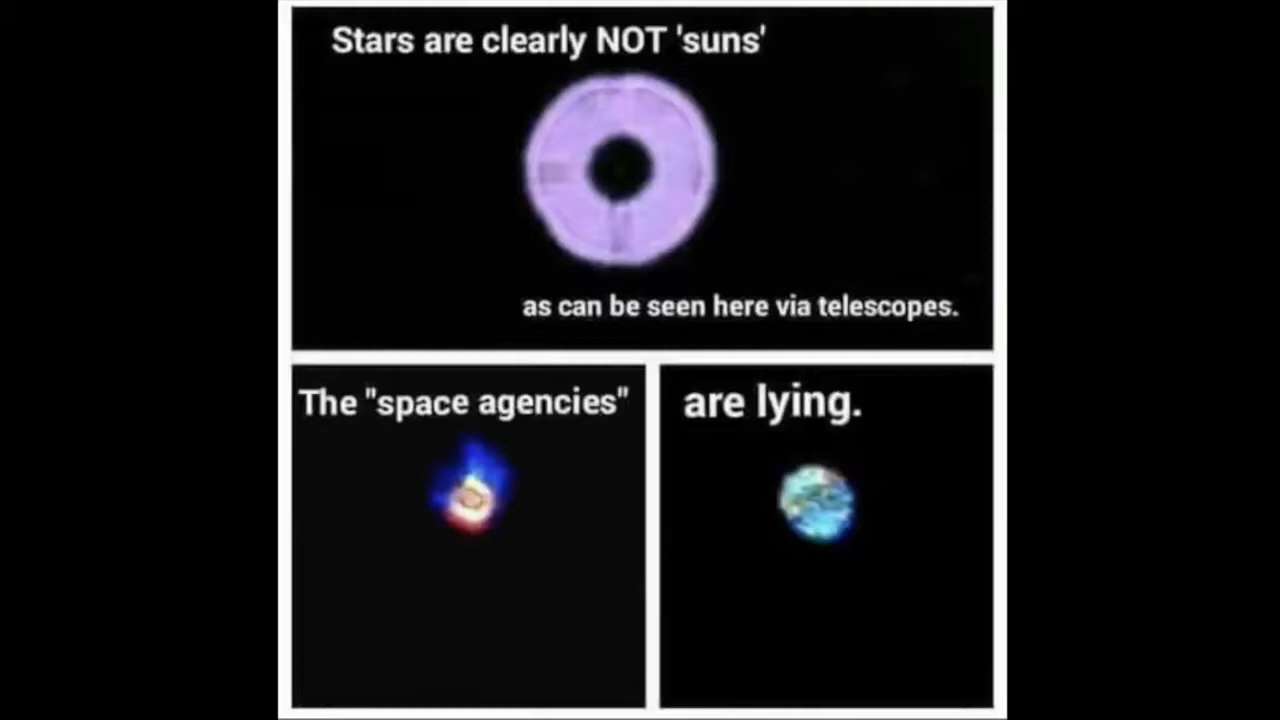 Stars are clearly NOT 'suns'
as can be seen here via telescopes.
The "space agencies"
are lying.